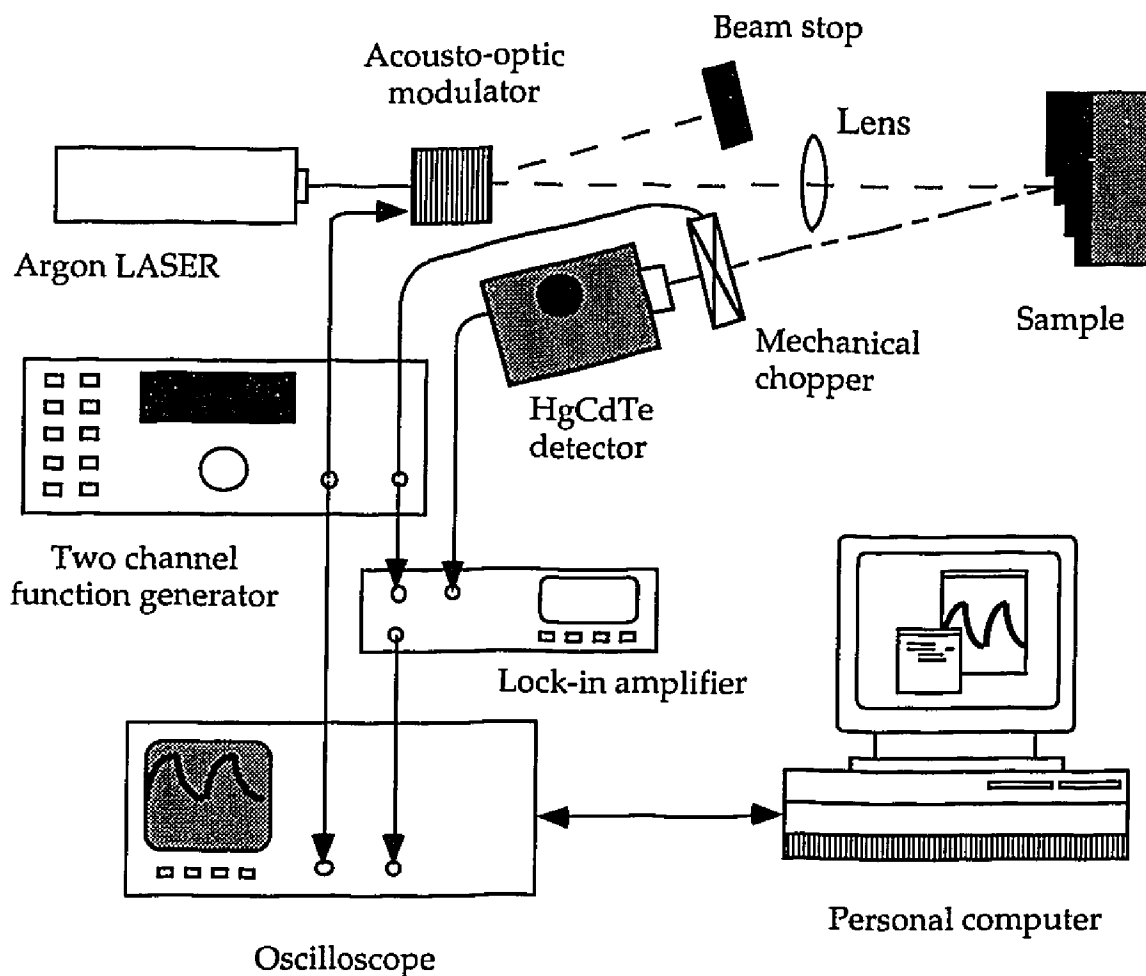 Beam stop
Acousto-optic
modulator
Lens
Argon LASER
Sample
Mechanical
chopper
HgCdTe
detector
Two channel
function generator
Lock-in amplifier
Personal computer
Oscilloscope